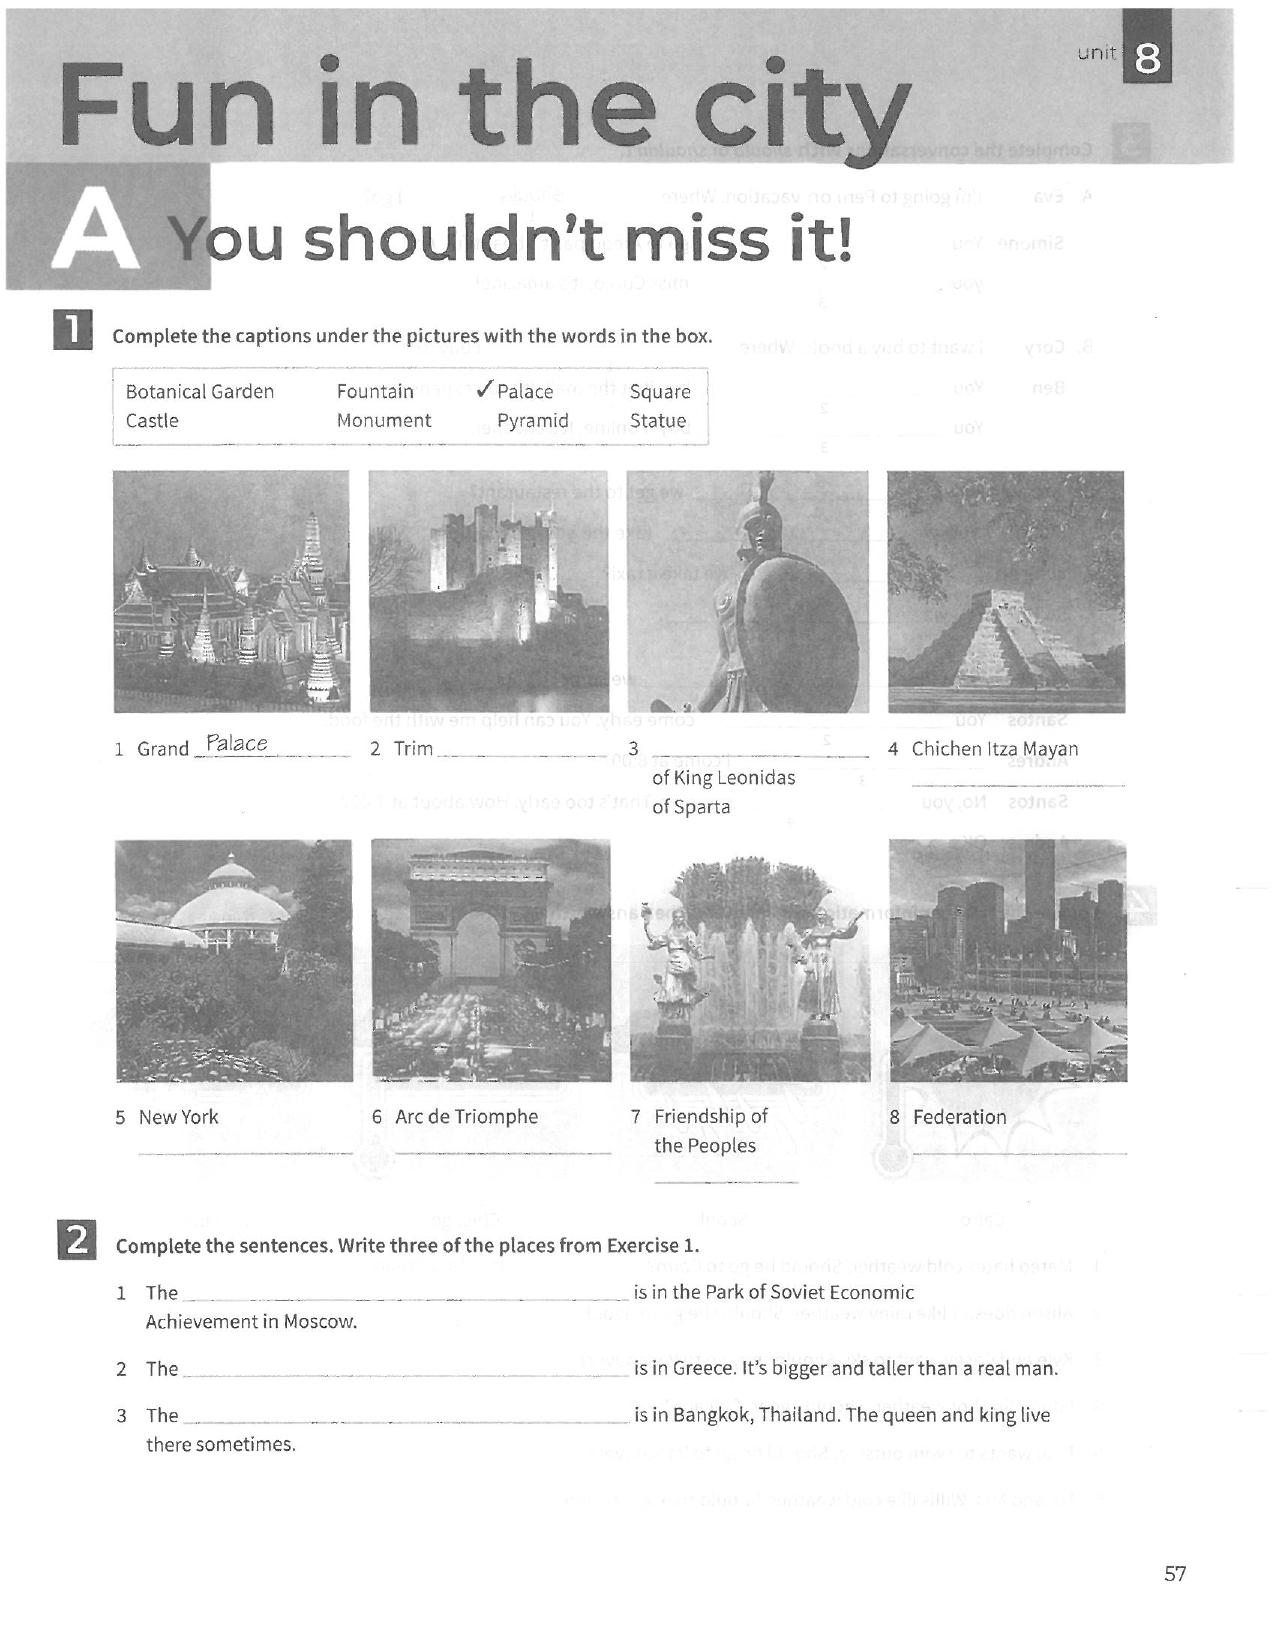 unit 8
Fun in the city
A You shouldn't miss it!
1 Complete the captions under the pictures with the words in the box.
Botanical Garden Fountain ✓ Palace Square
Castle Monument Pyramid Statue
1 Grand Palace 2 Trim 3 4 Chichen Itza Mayan
of King Leonidas
of Sparta
5 New York 6 Arc de Triomphe 7 Friendship of 8 Federation
the Peoples
2 Complete the sentences. Write three of the places from Exercise 1.
1 The is in the Park of Soviet Economic
Achievement in Moscow.
2 The is in Greece. It's bigger and taller than a real man.
3 The is in Bangkok, Thailand. The queen and king live
there sometimes.
57